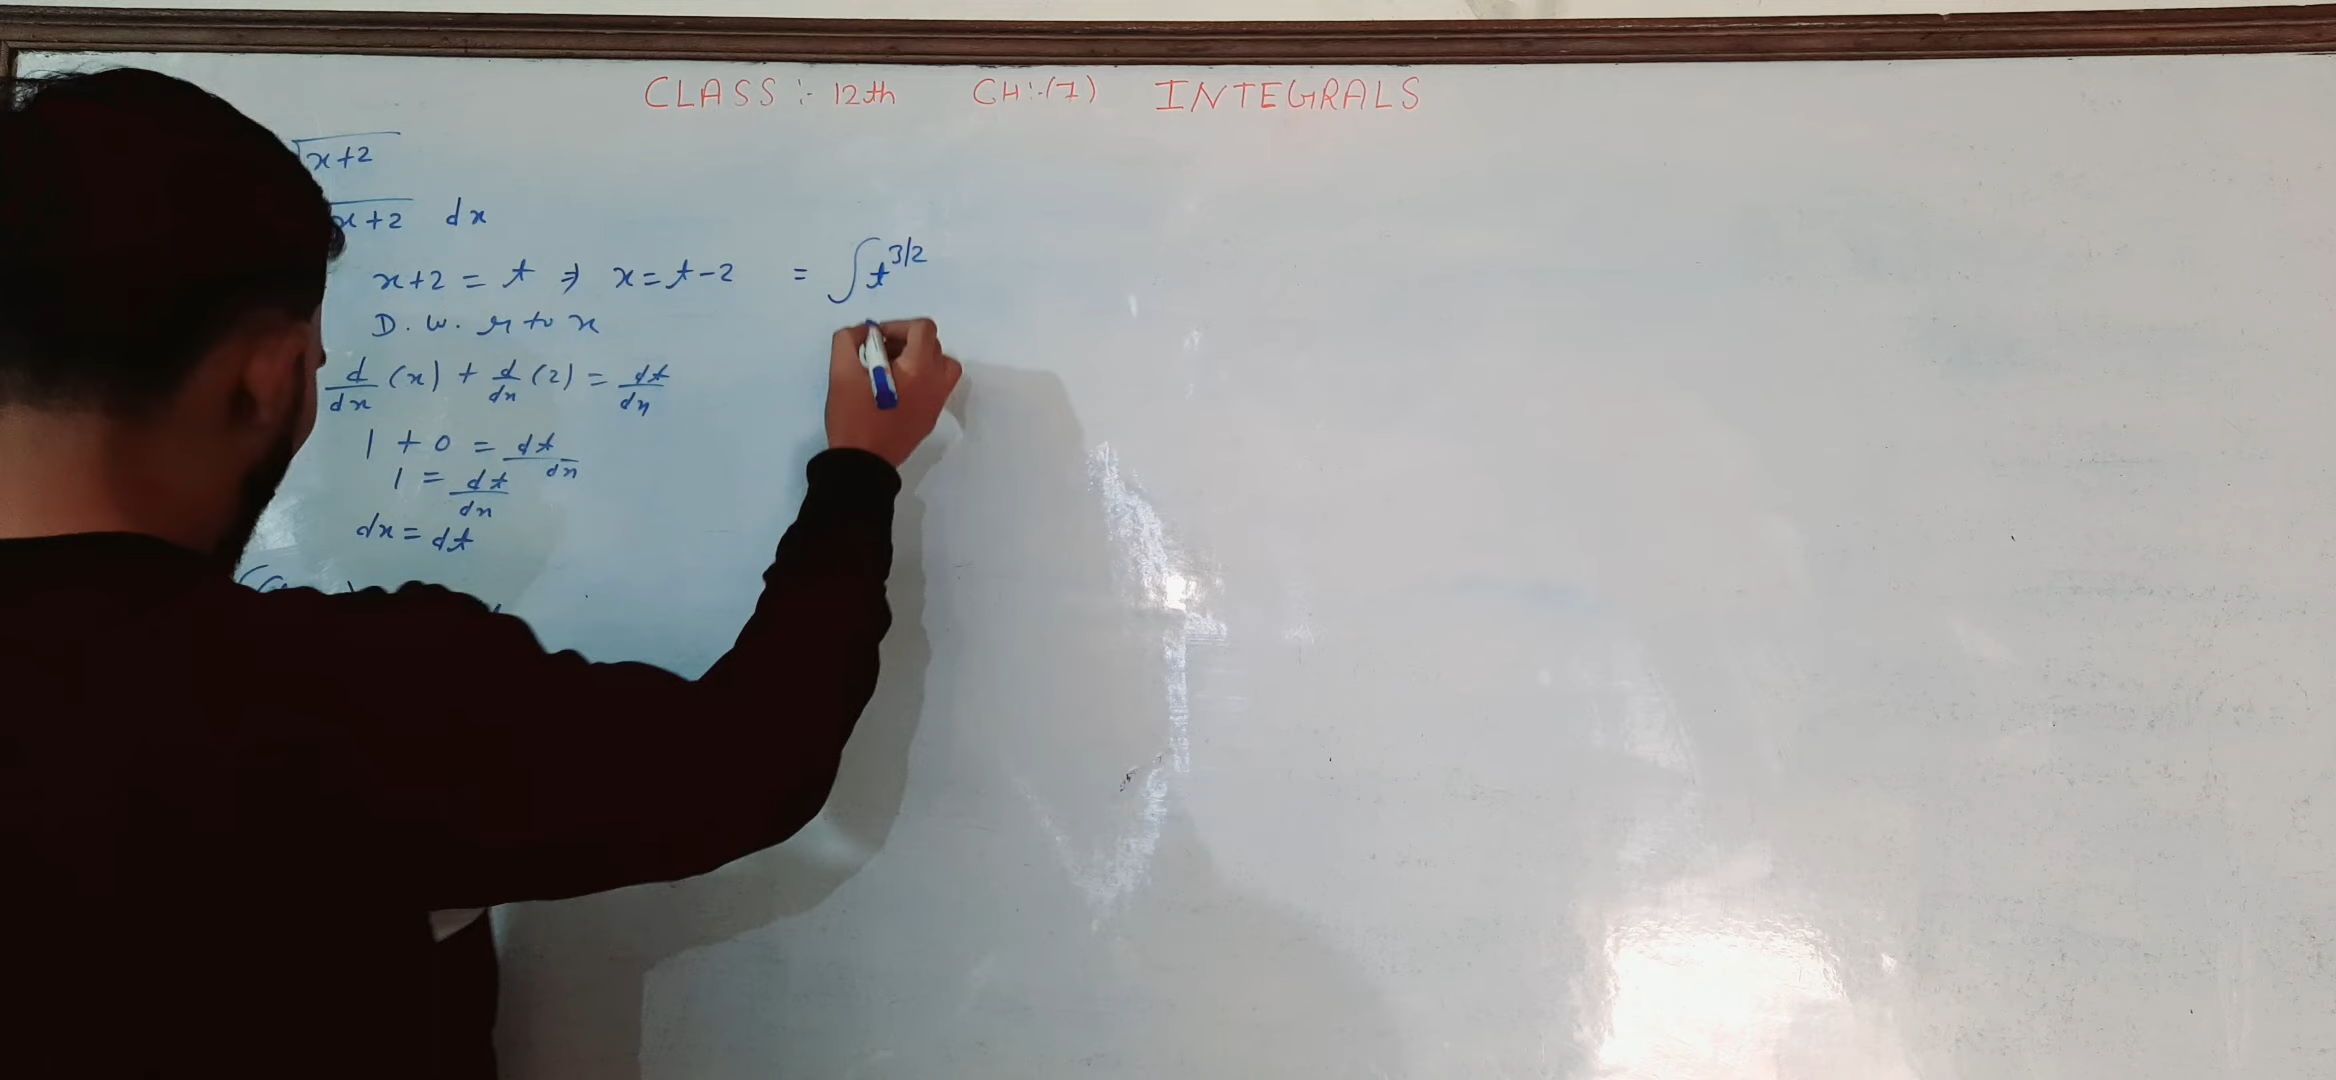 CLASS :- 12th CH:-(7) INTEGRALS
√x+2
√x+2 dx
x+2 = t ⇒ x = t-2
D. w. r to x
d/dx (x) + d/dx (2) = dt/dx
1 + 0 = dt/dx
1 = dt/dx
dx = dt
= ∫ t^3/2